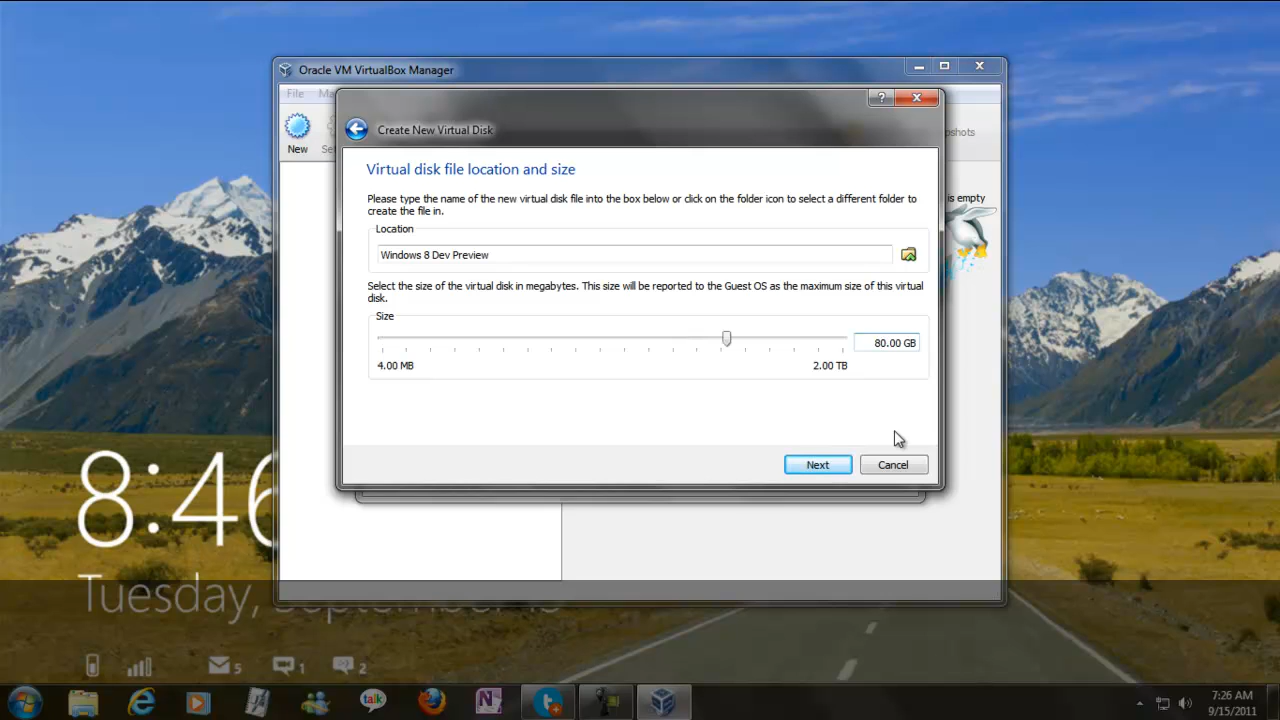 Oracle VM VirtualBox Manager
File
New
Create New Virtual Disk
Virtual disk file location and size
Please type the name of the new virtual disk file into the box below or click on the folder icon to select a different folder to
create the file in.
Location
Windows 8 Dev Preview
Select the size of the virtual disk in megabytes. This size will be reported to the Guest OS as the maximum size of this virtual
disk.
Size
80.00 GB
4.00 MB 2.00 TB
Next Cancel
pshots
is empty
8:46
Tuesday, September 13
5 1 2
talk
N
7:26 AM
9/15/2011